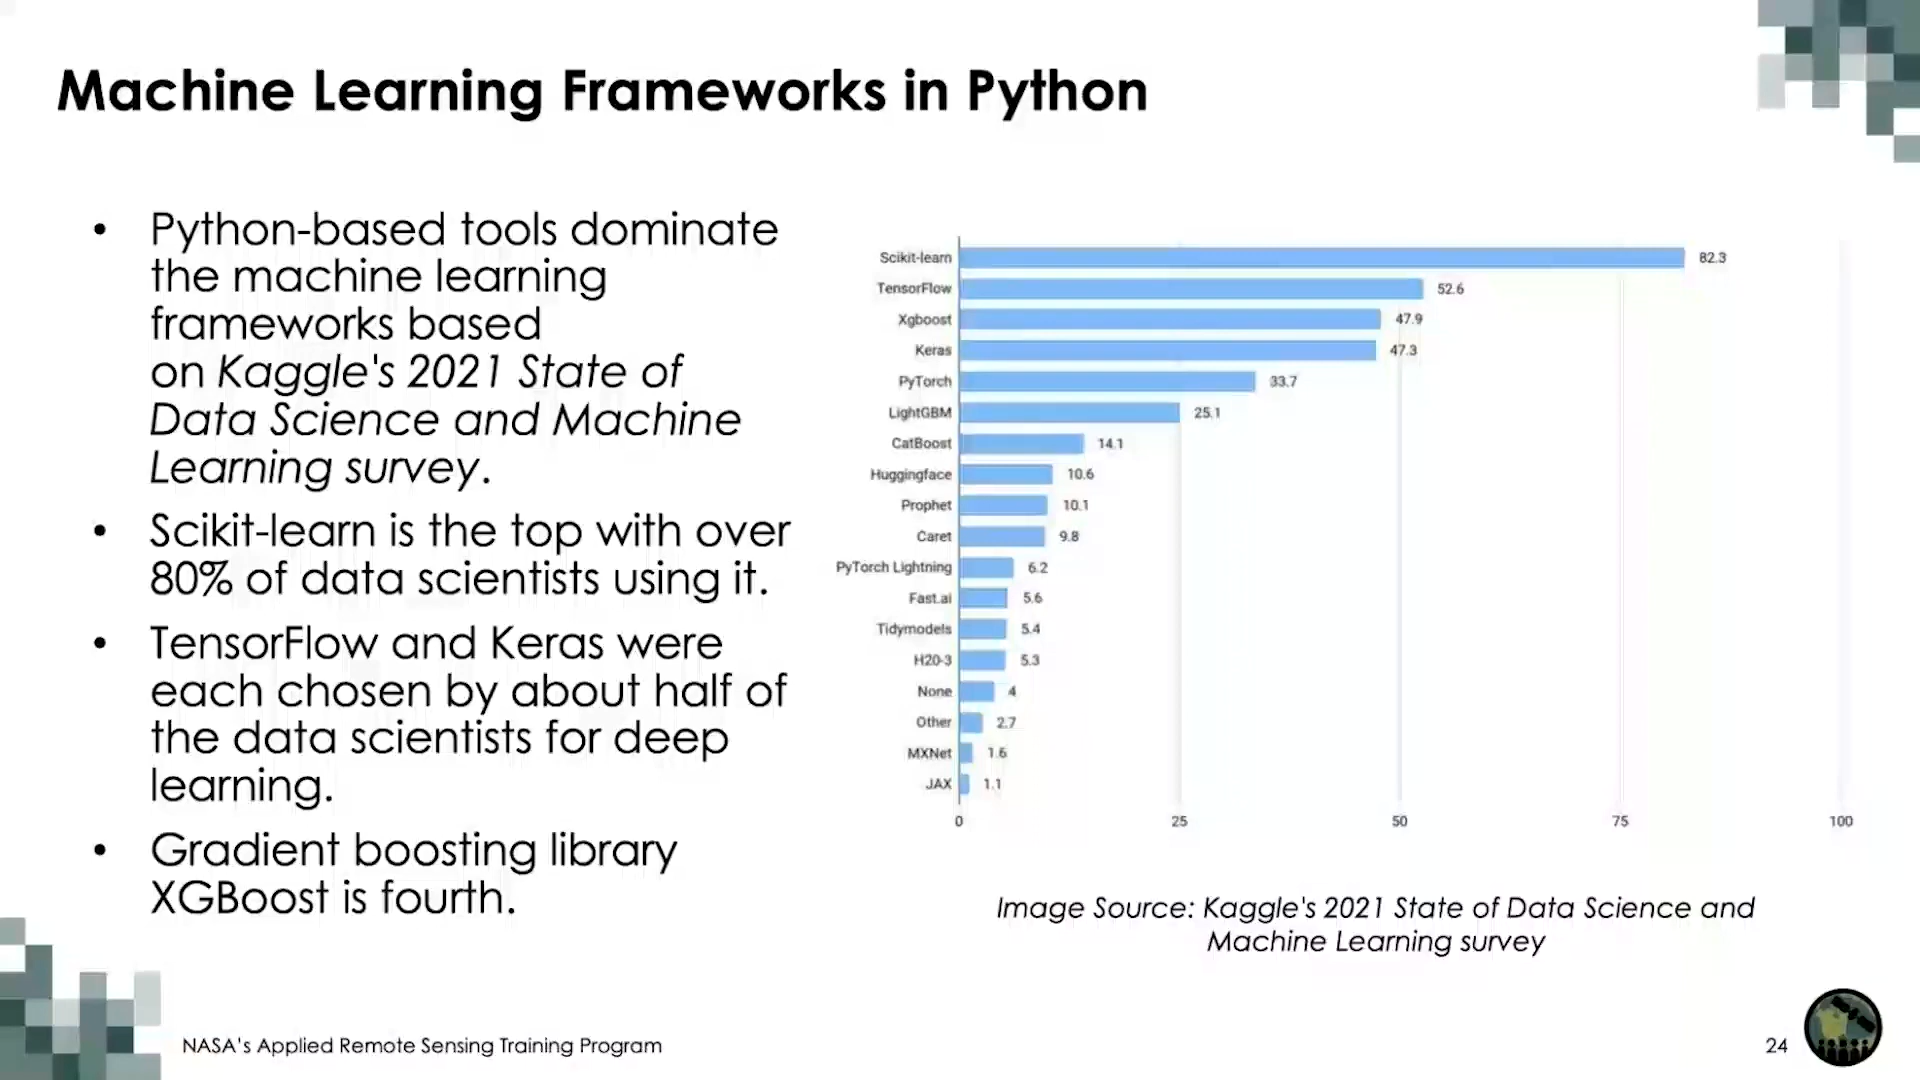 Machine Learning Frameworks in Python
• Python-based tools dominate
the machine learning
frameworks based
on Kaggle's 2021 State of
Data Science and Machine
Learning survey.
• Scikit-learn is the top with over
80% of data scientists using it.
• TensorFlow and Keras were
each chosen by about half of
the data scientists for deep
learning.
• Gradient boosting library
XGBoost is fourth.
Scikit-learn 82.3
TensorFlow 52.6
Xgboost 47.9
Keras 47.3
PyTorch 33.7
LightGBM 25.1
CatBoost 14.1
Huggingface 10.6
Prophet 10.1
Caret 9.8
PyTorch Lightning 6.2
Fast.ai 5.6
Tidymodels 5.4
H20-3 5.3
None 4
Other 2.7
MXNet 1.6
JAX 1.1
0 25 50 75 100
Image Source: Kaggle's 2021 State of Data Science and
Machine Learning survey
NASA's Applied Remote Sensing Training Program
24